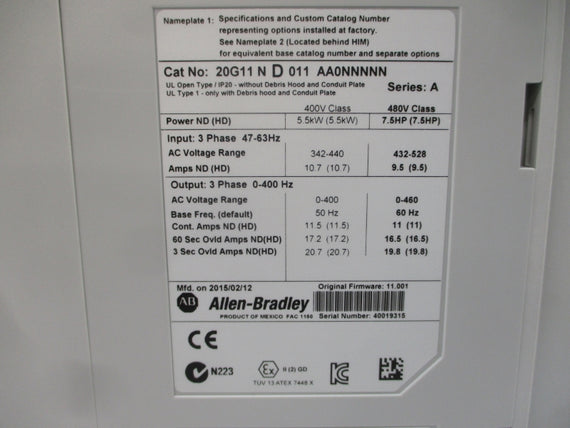 Nameplate 1: Specifications and Custom Catalog Number
representing options installed at factory.
See Nameplate 2 (Located behind HIM)
for equivalent base catalog number and separate options
Cat No: 20G11 N D 011 AA0NNNNN
UL Open Type / IP20 - without Debris Hood and Conduit Plate
UL Type 1 - only with Debris hood and Conduit Plate
Series: A
400V Class 480V Class
Power ND (HD) 5.5kW (5.5kW) 7.5HP (7.5HP)
Input: 3 Phase 47-63Hz
AC Voltage Range 342-440 432-528
Amps ND (HD) 10.7 (10.7) 9.5 (9.5)
Output: 3 Phase 0-400 Hz
AC Voltage Range 0-400 0-460
Base Freq. (default) 50 Hz 60 Hz
Cont. Amps ND (HD) 11.5 (11.5) 11 (11)
60 Sec Ovld Amps ND(HD) 17.2 (17.2) 16.5 (16.5)
3 Sec Ovld Amps ND(HD) 20.7 (20.7) 19.8 (19.8)
Mfd. on 2015/02/12 Original Firmware: 11.001
AB Allen-Bradley
PRODUCT OF MEXICO FAC 1186 Serial Number: 40019315
CE
N223
Ex II (2) GD
TUV 13 ATEX 7448 X